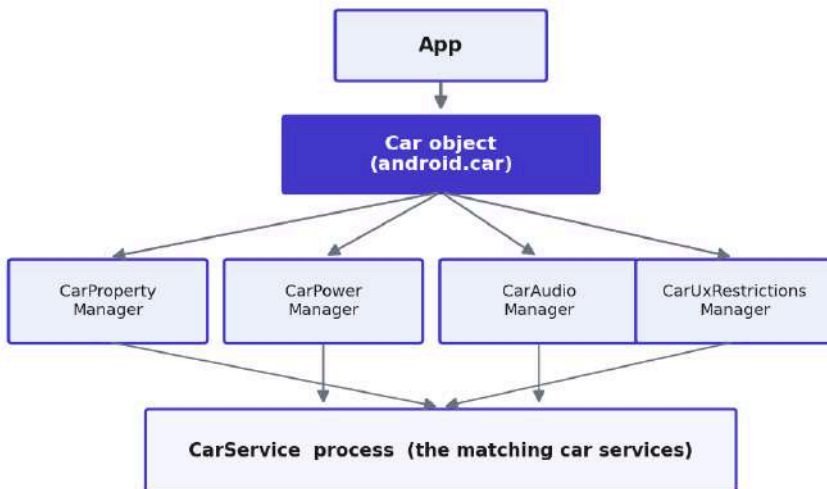 App
Car object
(android.car)
CarProperty
Manager
CarPower
Manager
CarAudio
Manager
CarUxRestrictions
Manager
CarService process (the matching car services)